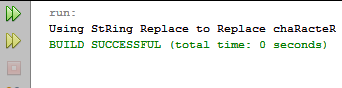 run:
Using StRing Replace to Replace chaRacteR
BUILD SUCCESSFUL (total time: 0 seconds)